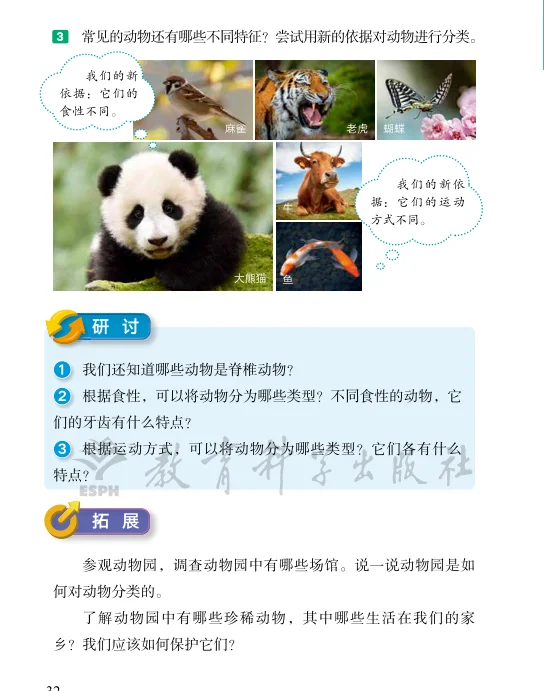 3 常见的动物还有哪些不同特征？尝试用新的依据对动物进行分类。
我们的新
依据：它们的
食性不同。
麻雀
老虎
蝴蝶
大熊猫
牛
鱼
我们的新依
据：它们的运动
方式不同。
研讨
1 我们还知道哪些动物是脊椎动物？
2 根据食性，可以将动物分为哪些类型？不同食性的动物，它
们的牙齿有什么特点？
3 根据运动方式，可以将动物分为哪些类型？它们各有什么
特点？
ESPH 教育科学出版社
拓展
参观动物园，调查动物园中有哪些场馆。说一说动物园是如
何对动物分类的。
了解动物园中有哪些珍稀动物，其中哪些生活在我们的家
乡？我们应该如何保护它们？
32